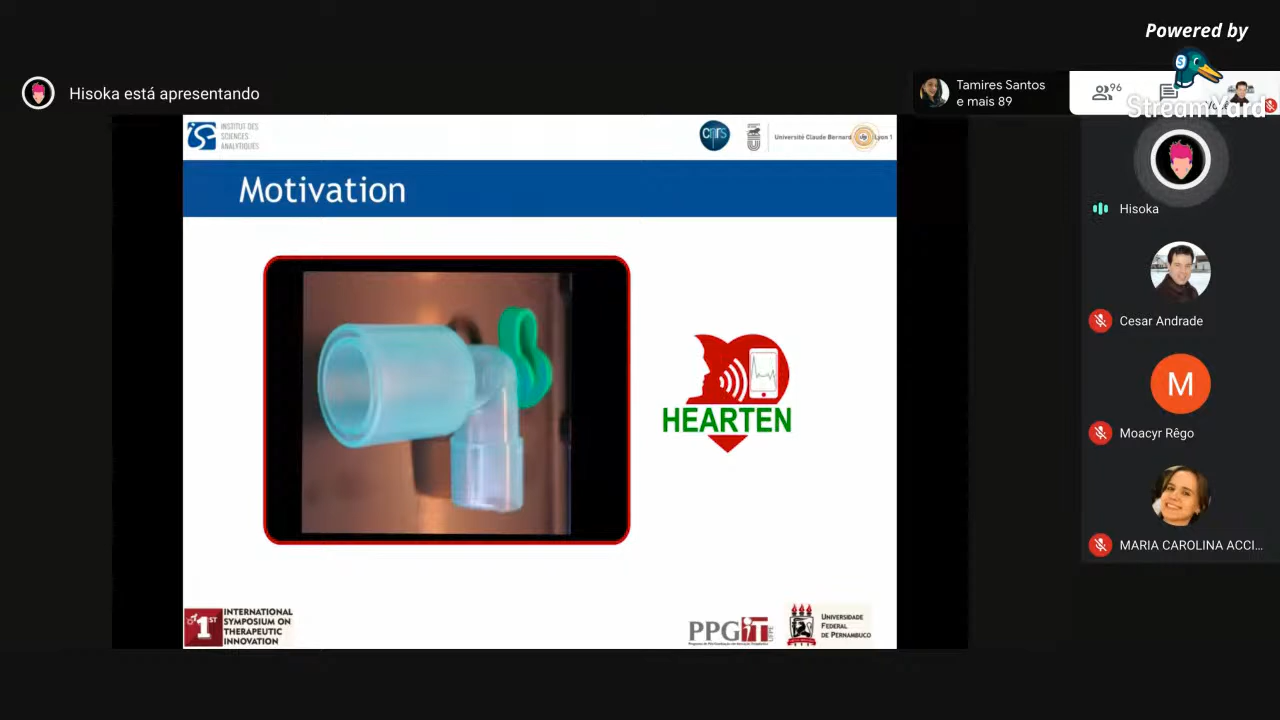 Powered by
StreamYard
Hisoka está apresentando
Tamires Santos
e mais 89
96
INSTITUT DES
SCIENCES
ANALYTIQUES
cnrs
Université Claude Bernard Lyon 1
Motivation
HEARTEN
Hisoka
Cesar Andrade
M
Moacyr Rêgo
MARIA CAROLINA ACCI...
1ST
INTERNATIONAL
SYMPOSIUM ON
THERAPEUTIC
INNOVATION
PPGiT
UFPE
UNIVERSIDADE
FEDERAL
DE PERNAMBUCO